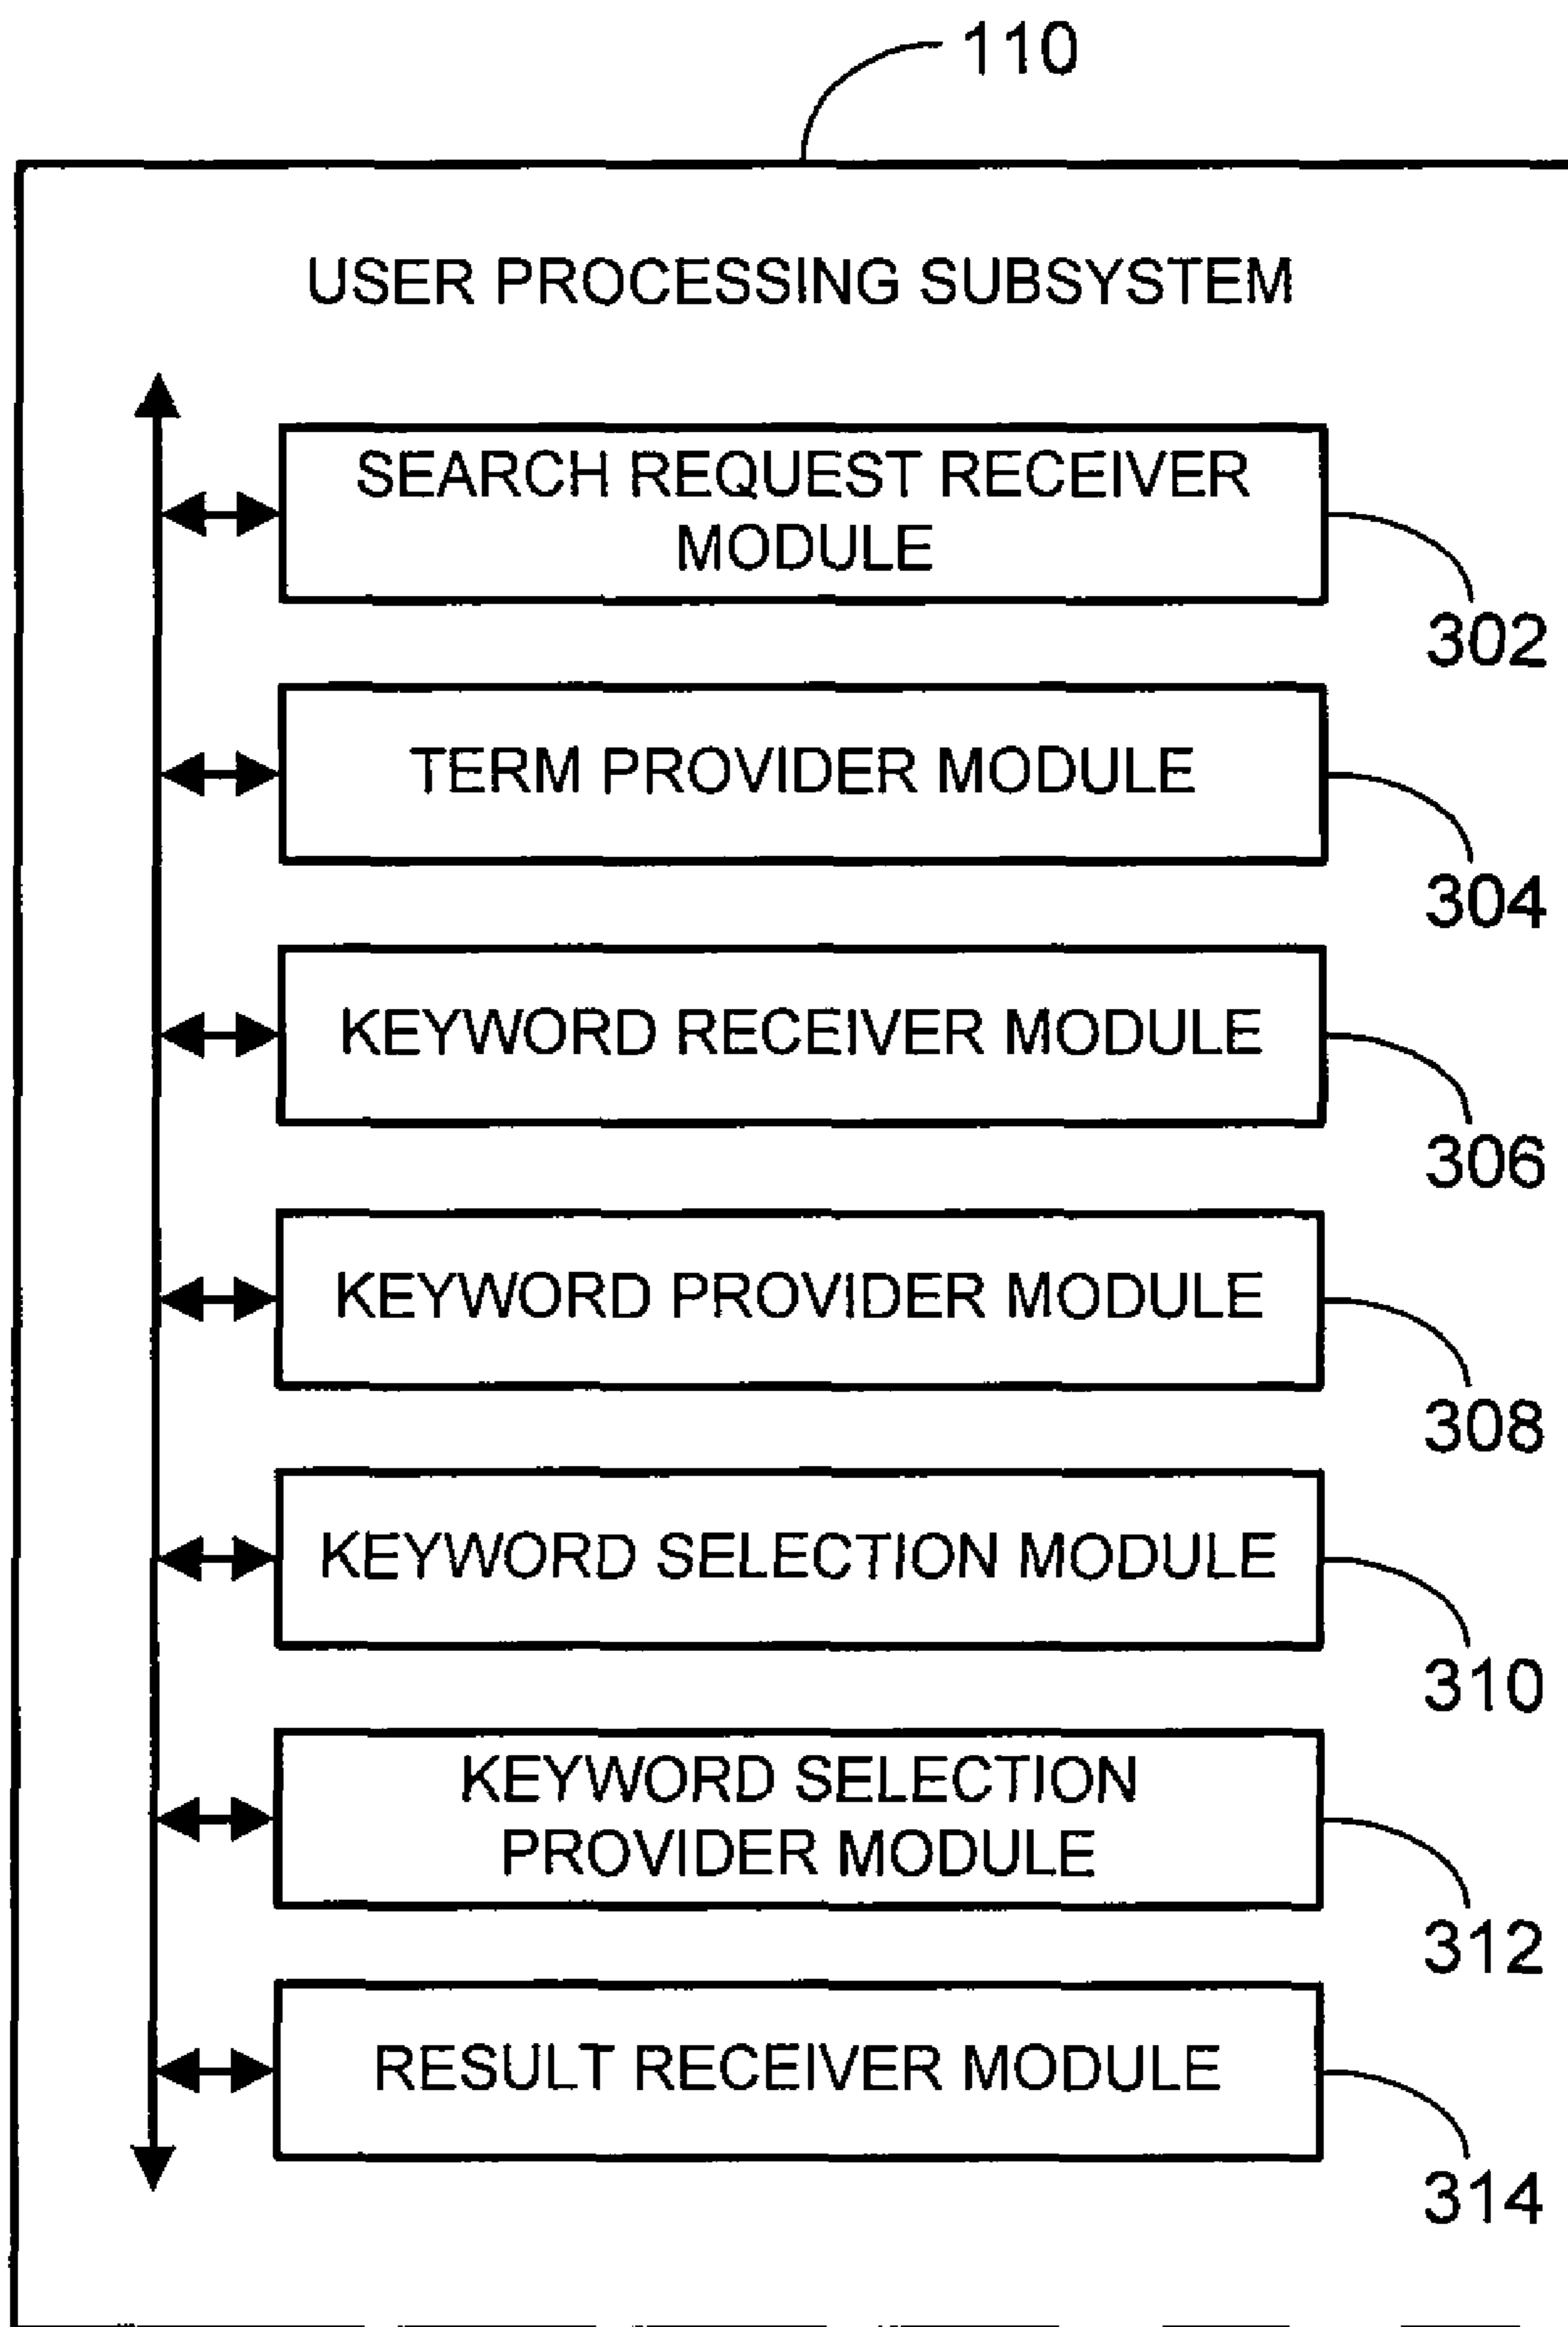 110
USER PROCESSING SUBSYSTEM
SEARCH REQUEST RECEIVER
MODULE
302
TERM PROVIDER MODULE
304
KEYWORD RECEIVER MODULE
306
KEYWORD PROVIDER MODULE
308
KEYWORD SELECTION MODULE
310
KEYWORD SELECTION
PROVIDER MODULE
312
RESULT RECEIVER MODULE
314